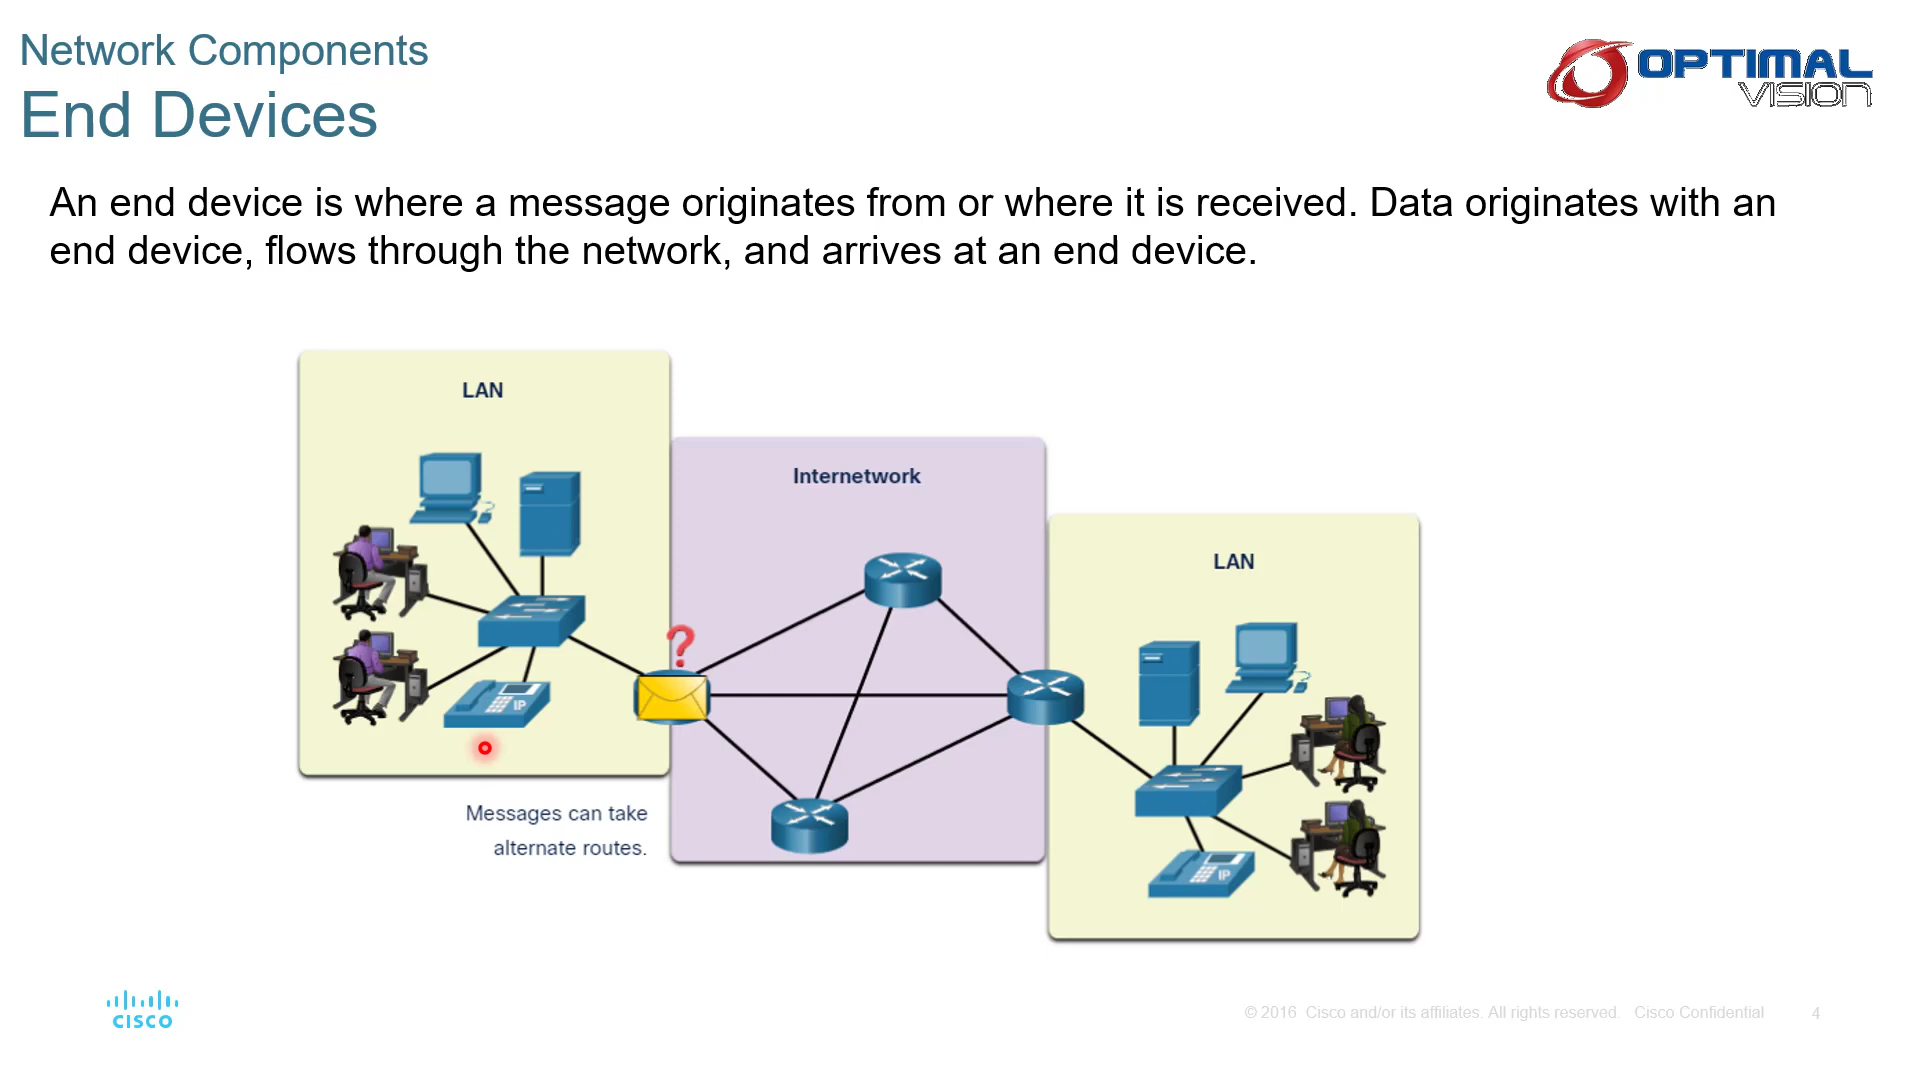 Network Components
End Devices
OPTIMAL
VISION
An end device is where a message originates from or where it is received. Data originates with an
end device, flows through the network, and arrives at an end device.
LAN
Internetwork
LAN
?
IP
Messages can take
alternate routes.
IP
CISCO
© 2016 Cisco and/or its affiliates. All rights reserved. Cisco Confidential 4